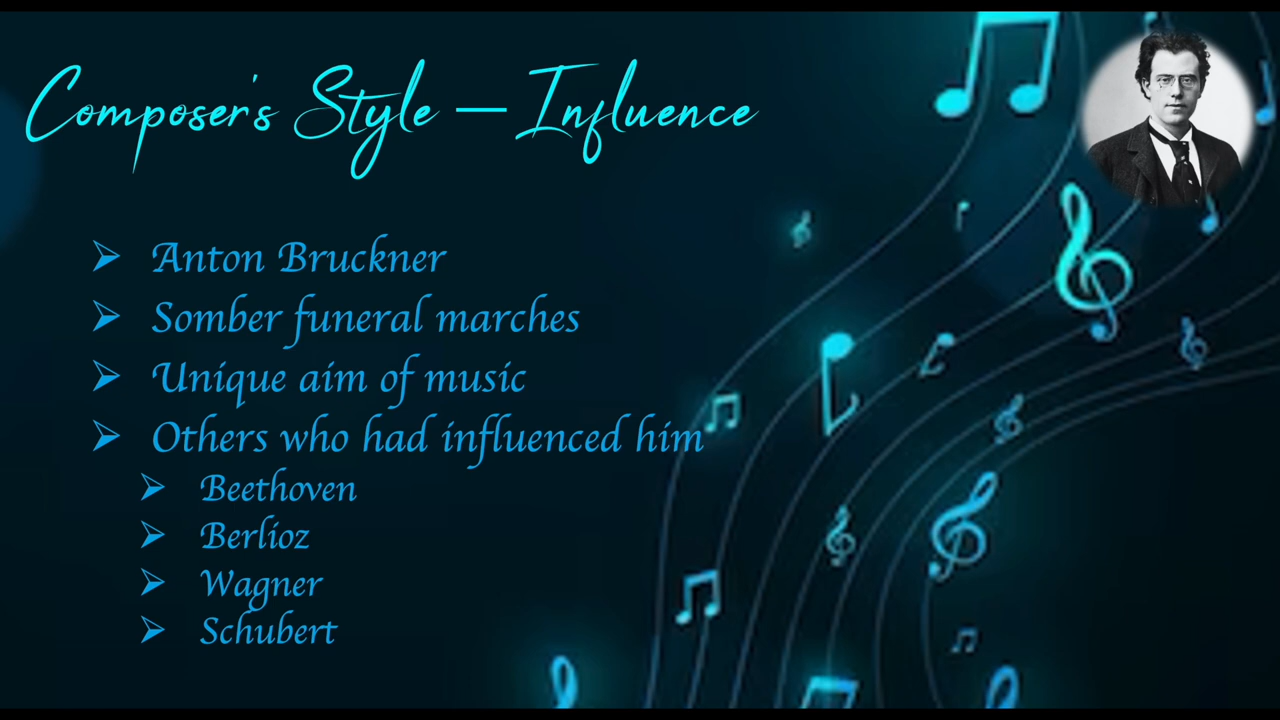 Composer's Style – Influence
Anton Bruckner
Somber funeral marches
Unique aim of music
Others who had influenced him
Beethoven
Berlioz
Wagner
Schubert